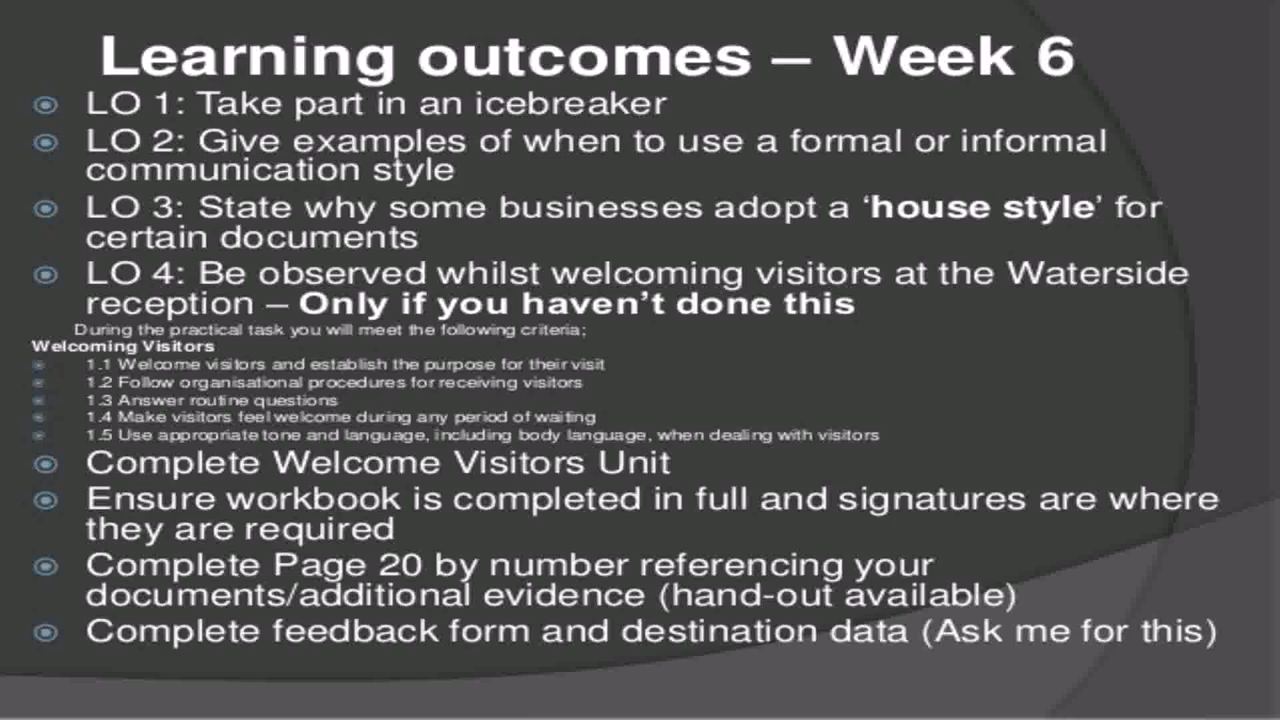 Learning outcomes – Week 6
LO 1: Take part in an icebreaker
LO 2: Give examples of when to use a formal or informal
communication style
LO 3: State why some businesses adopt a ‘house style’ for
certain documents
LO 4: Be observed whilst welcoming visitors at the Waterside
reception – Only if you haven’t done this
During the practical task you will meet the following criteria;
Welcoming Visitors
1.1 Welcome visitors and establish the purpose for their visit
1.2 Follow organisational procedures for receiving visitors
1.3 Answer routine questions
1.4 Make visitors feel welcome during any period of waiting
1.5 Use appropriate tone and language, including body language, when dealing with visitors
Complete Welcome Visitors Unit
Ensure workbook is completed in full and signatures are where
they are required
Complete Page 20 by number referencing your
documents/additional evidence (hand-out available)
Complete feedback form and destination data (Ask me for this)